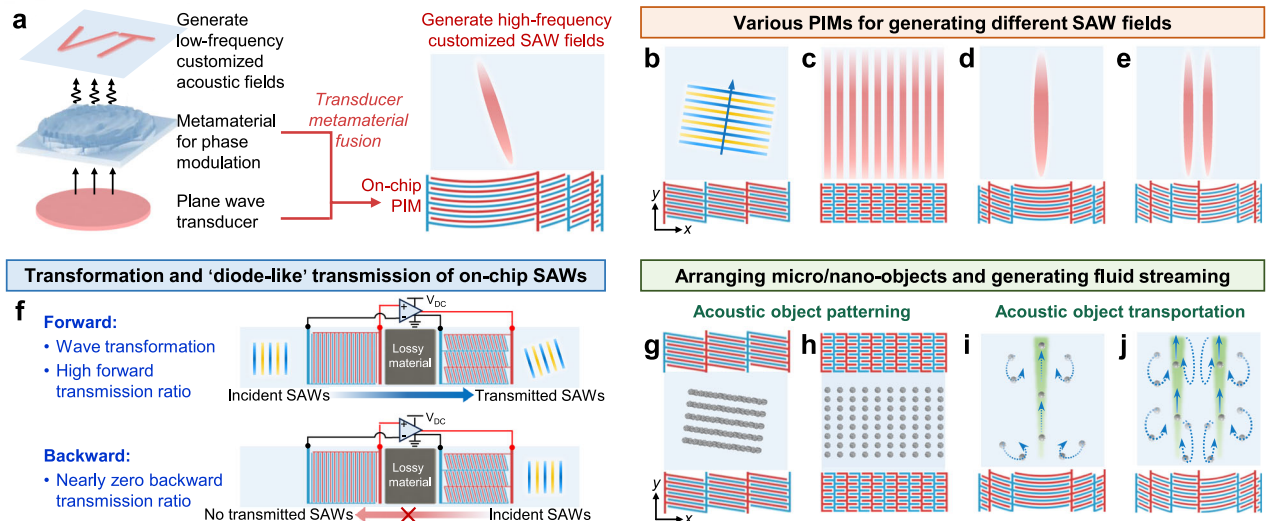 a
Generate
low-frequency
customized
acoustic fields
VT
Metamaterial
for phase
modulation
Plane wave
transducer
Transducer
metamaterial
fusion
On-chip
PIM
Generate high-frequency
customized SAW fields
Various PIMs for generating different SAW fields
b
c
d
e
y
x
Transformation and ‘diode-like’ transmission of on-chip SAWs
f
Forward:
• Wave transformation
• High forward
transmission ratio
VDC
+
-
Lossy
material
Incident SAWs
Transmitted SAWs
Backward:
• Nearly zero backward
transmission ratio
VDC
+
-
Lossy
material
No transmitted SAWs
Incident SAWs
Arranging micro/nano-objects and generating fluid streaming
Acoustic object patterning
Acoustic object transportation
g
h
i
j
y
x